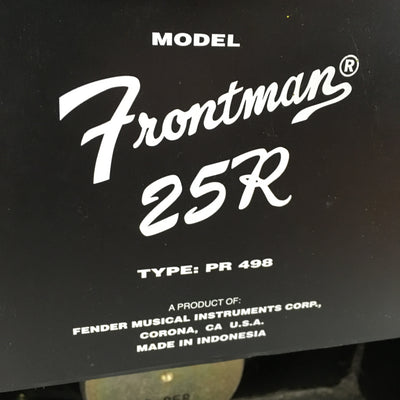 MODEL
Frontman®
25R
TYPE: PR 498
A PRODUCT OF:
FENDER MUSICAL INSTRUMENTS CORP.,
CORONA, CA U.S.A.
MADE IN INDONESIA